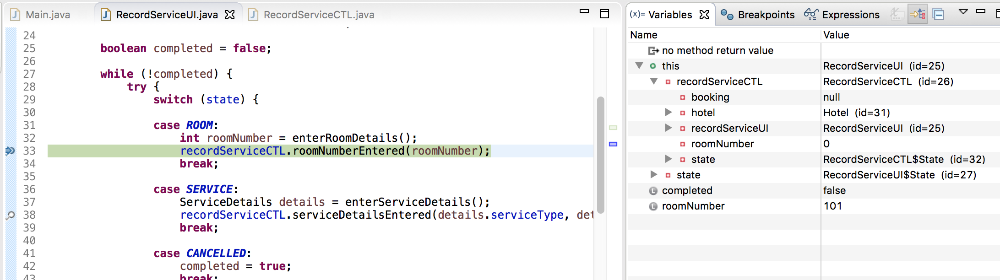 Main.java
RecordServiceUI.java
RecordServiceCTL.java
24
25 boolean completed = false;
26
27 while (!completed) {
28 try {
29 switch (state) {
30
31 case ROOM:
32 int roomNumber = enterRoomDetails();
33 recordServiceCTL.roomNumberEntered(roomNumber);
34 break;
35
36 case SERVICE:
37 ServiceDetails details = enterServiceDetails();
38 recordServiceCTL.serviceDetailsEntered(details.serviceType, det
39 break;
40
41 case CANCELLED:
42 completed = true;
43 break;
(x)= Variables
Breakpoints
Expressions
Name Value
no method return value
this RecordServiceUI (id=25)
recordServiceCTL RecordServiceCTL (id=26)
booking null
hotel Hotel (id=31)
recordServiceUI RecordServiceUI (id=25)
roomNumber 0
state RecordServiceCTL$State (id=32)
state RecordServiceUI$State (id=27)
completed false
roomNumber 101